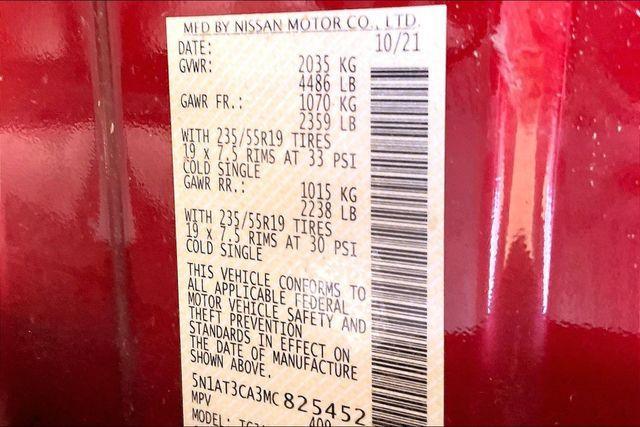 MFD BY NISSAN MOTOR CO., LTD.
DATE: 10/21
GVWR: 2035 KG
4486 LB
GAWR FR.: 1070 KG
2359 LB
WITH 235/55R19 TIRES
19 x 7.5 RIMS AT 33 PSI
COLD SINGLE
GAWR RR.: 1015 KG
2238 LB
WITH 235/55R19 TIRES
19 x 7.5 RIMS AT 30 PSI
COLD SINGLE
THIS VEHICLE CONFORMS TO
ALL APPLICABLE FEDERAL
MOTOR VEHICLE SAFETY AND
THEFT PREVENTION
STANDARDS IN EFFECT ON
THE DATE OF MANUFACTURE
SHOWN ABOVE.
5N1AT3CA3MC 825452
MPV
MODEL: